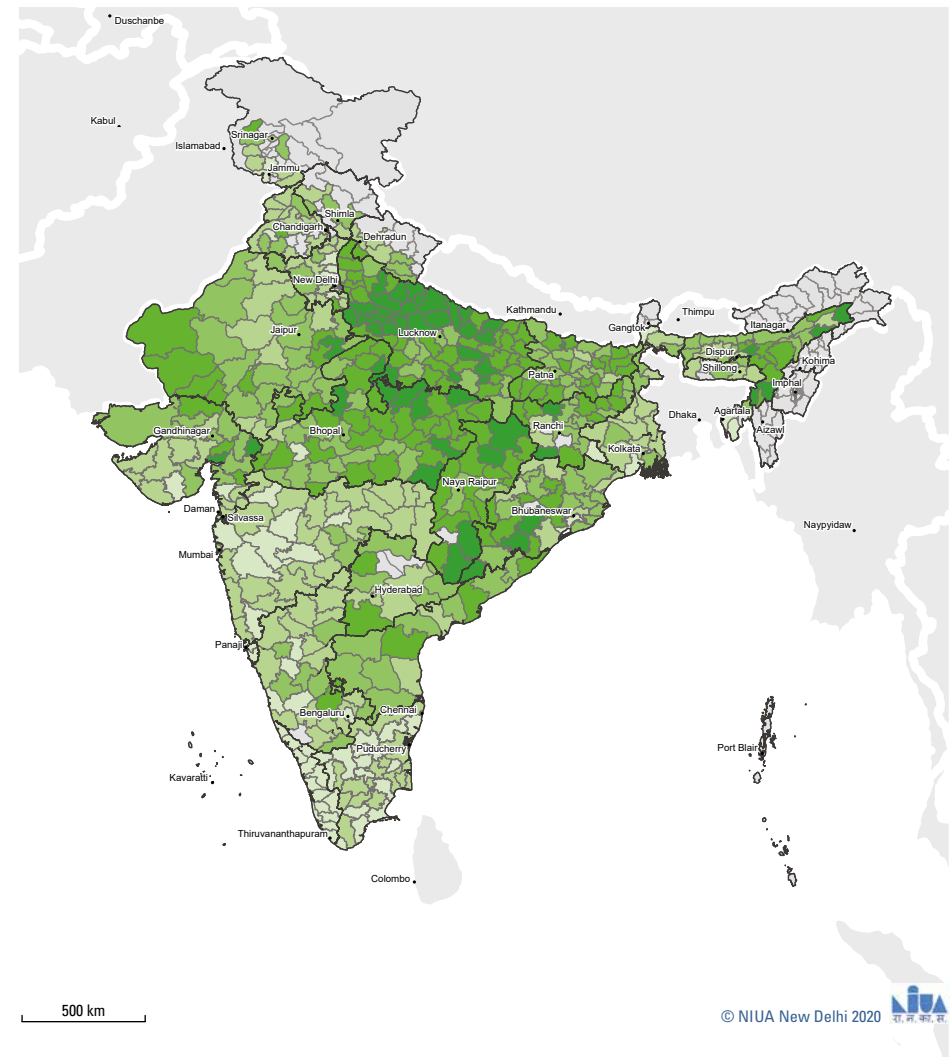 Duschanbe
Kabul
Islamabad
Srinagar
Jammu
Shimla
Chandigarh
Dehradun
New Delhi
Jaipur
Lucknow
Kathmandu
Gangtok
Thimpu
Itanagar
Dispur
Shillong
Kohima
Imphal
Patna
Dhaka
Agartala
Aizawl
Gandhinagar
Bhopal
Ranchi
Kolkata
Naya Raipur
Daman
Silvassa
Bhubaneswar
Naypyidaw
Mumbai
Hyderabad
Panaji
Bengaluru
Chennai
Puducherry
Port Blair
Kavaratti
Thiruvananthapuram
Colombo
500 km
© NIUA New Delhi 2020
NIUA
रा. न. का. सं.